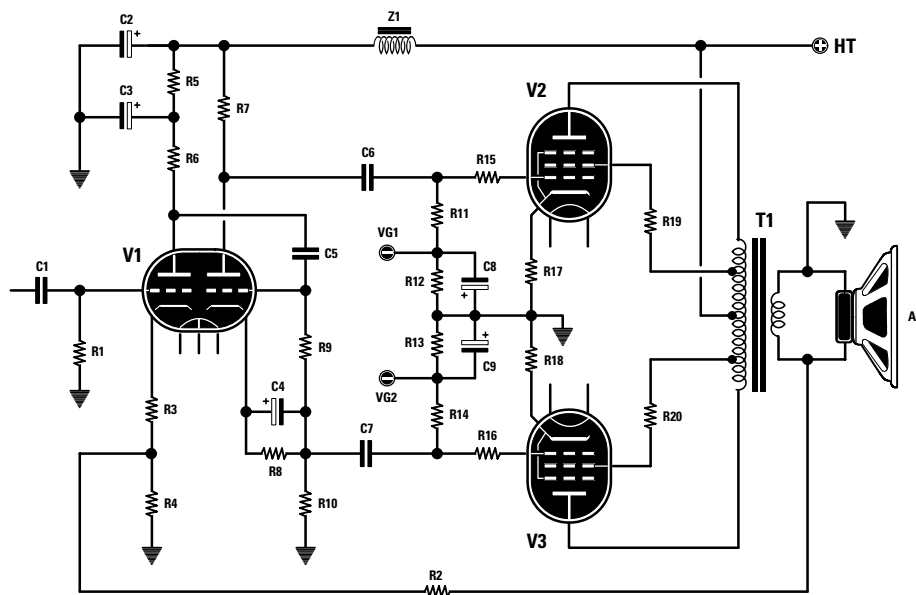 C2
+
Z1
HT
R5
C3
+
R7
V2
R6
C6
R15
R11
R19
T1
V1
VG1
C5
C8
+
R17
C1
R12
A
R1
R9
R13
+
C9
R18
VG2
C4
+
R3
R14
R20
C7
R16
R8
R4
R10
V3
R2